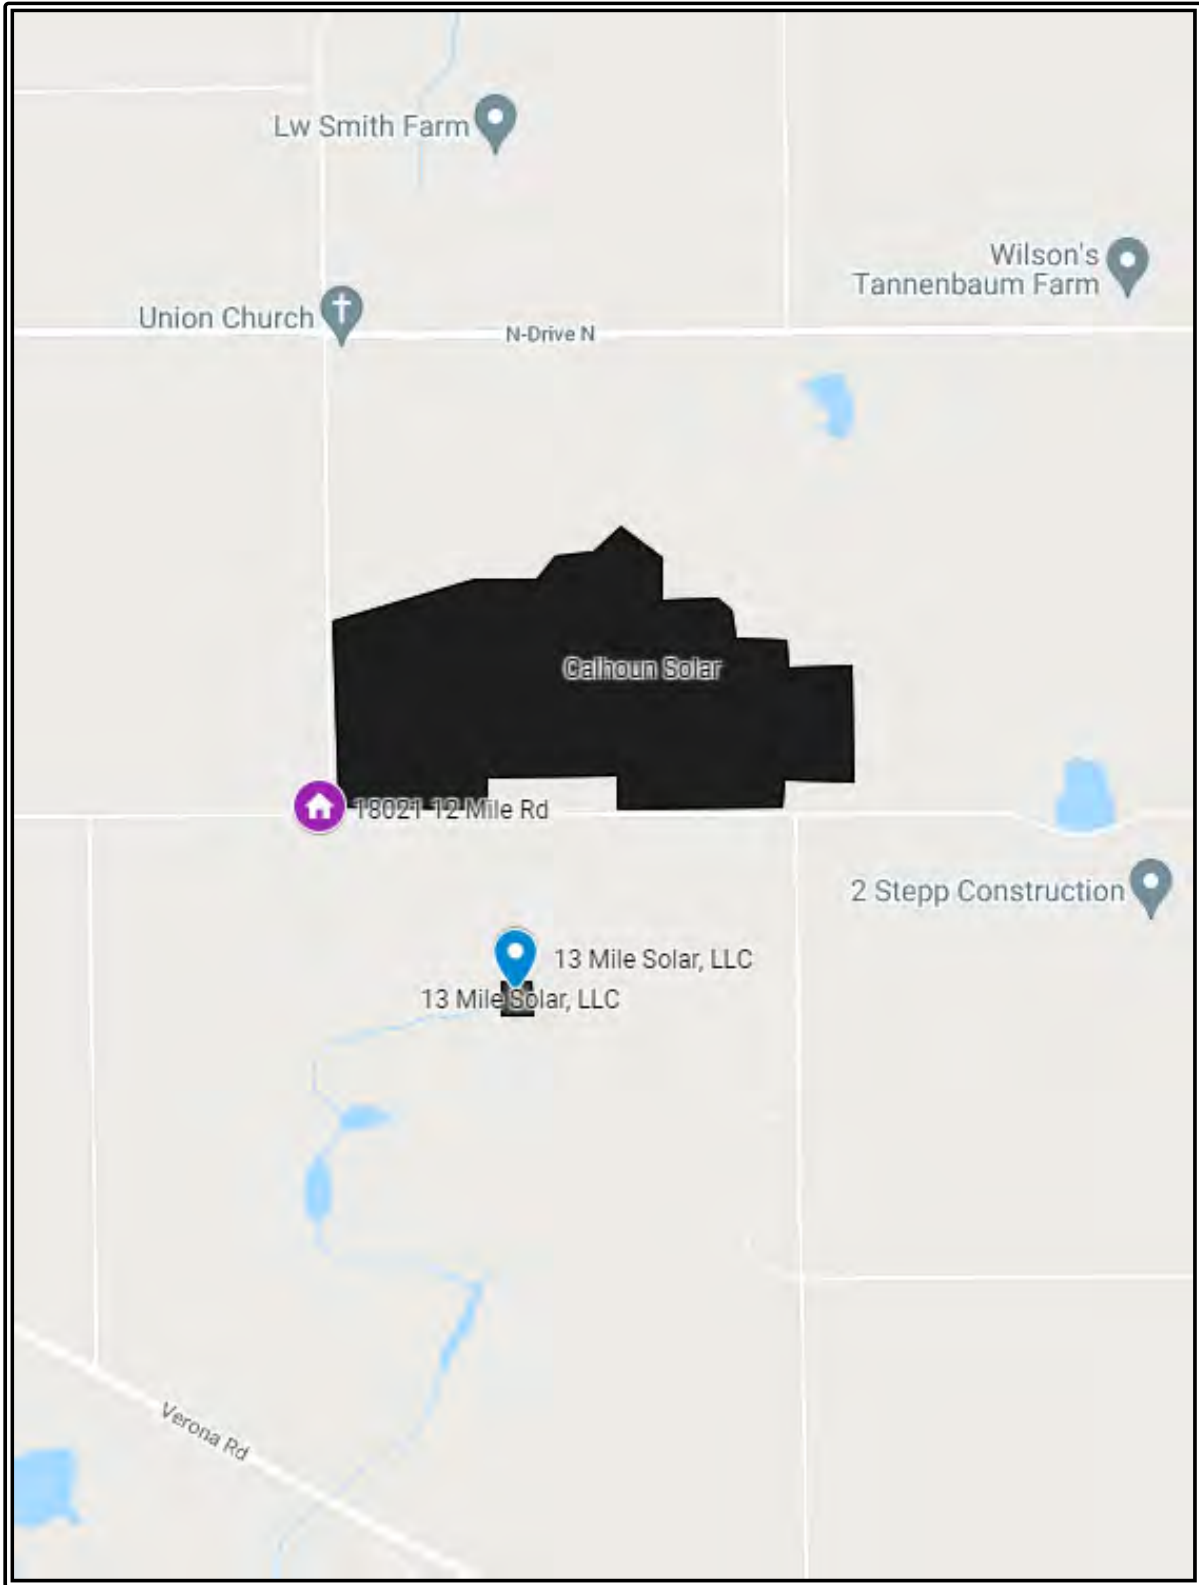 Lw Smith Farm
Wilson's
Tannenbaum Farm
Union Church
N-Drive N
Calhoun Solar
18021 12 Mile Rd
2 Stepp Construction
13 Mile Solar, LLC
13 Mile Solar, LLC
Verona Rd